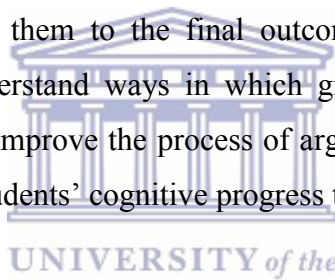 them to the final outcom
erstand ways in which g
mprove the process of arg
udents' cognitive progress t
UNIVERSITY of the